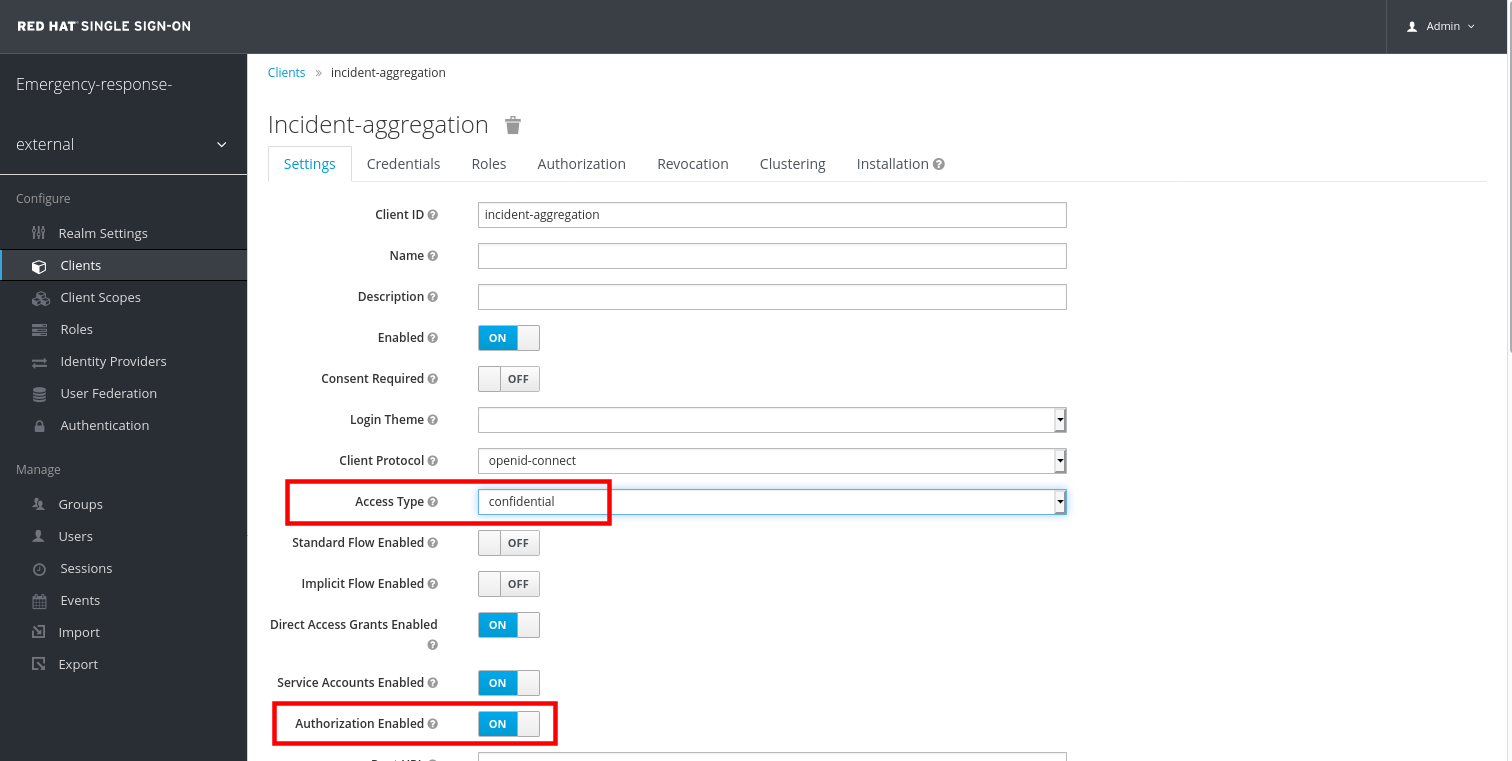 RED HAT SINGLE SIGN-ON
Admin
Emergency-response-
external
Configure
Realm Settings
Clients
Client Scopes
Roles
Identity Providers
User Federation
Authentication
Manage
Groups
Users
Sessions
Events
Import
Export
Clients » incident-aggregation
Incident-aggregation
Settings Credentials Roles Authorization Revocation Clustering Installation ?
Client ID ? incident-aggregation
Name ?
Description ?
Enabled ? ON
Consent Required ? OFF
Login Theme ?
Client Protocol ? openid-connect
Access Type ? confidential
Standard Flow Enabled ? OFF
Implicit Flow Enabled ? OFF
Direct Access Grants Enabled ON
?
Service Accounts Enabled ? ON
Authorization Enabled ? ON